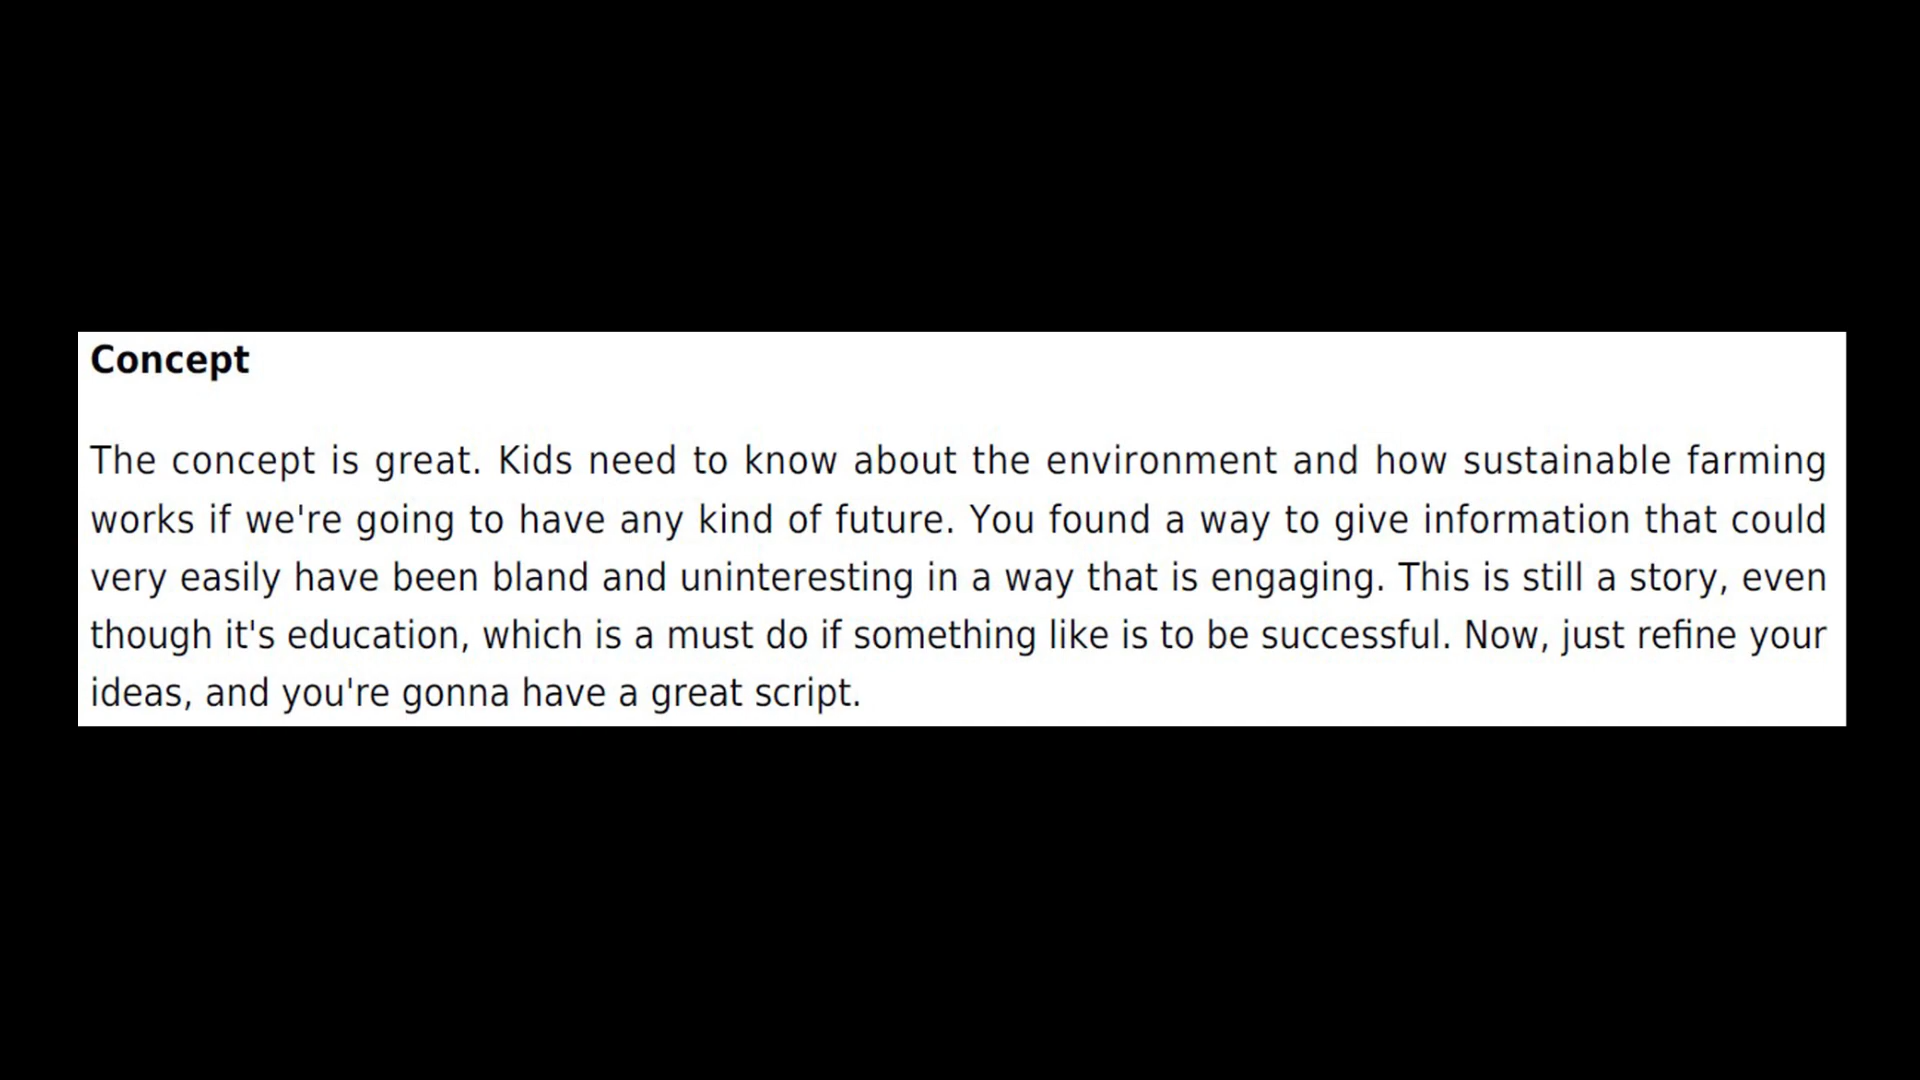 Concept
The concept is great. Kids need to know about the environment and how sustainable farming
works if we're going to have any kind of future. You found a way to give information that could
very easily have been bland and uninteresting in a way that is engaging. This is still a story, even
though it's education, which is a must do if something like is to be successful. Now, just refine your
ideas, and you're gonna have a great script.